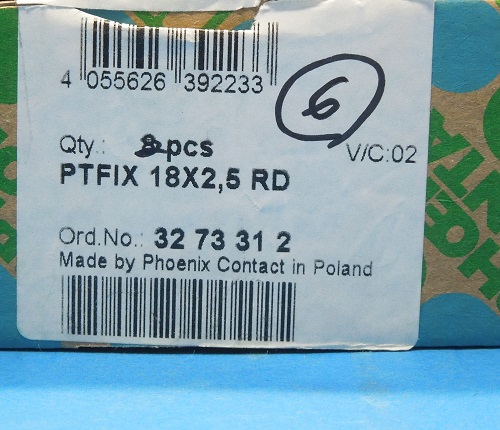 4 055626 392233
6
Qty.: 8 pcs
V/C:02
PTFIX 18X2,5 RD
Ord.No.: 32 73 31 2
Made by Phoenix Contact in Poland